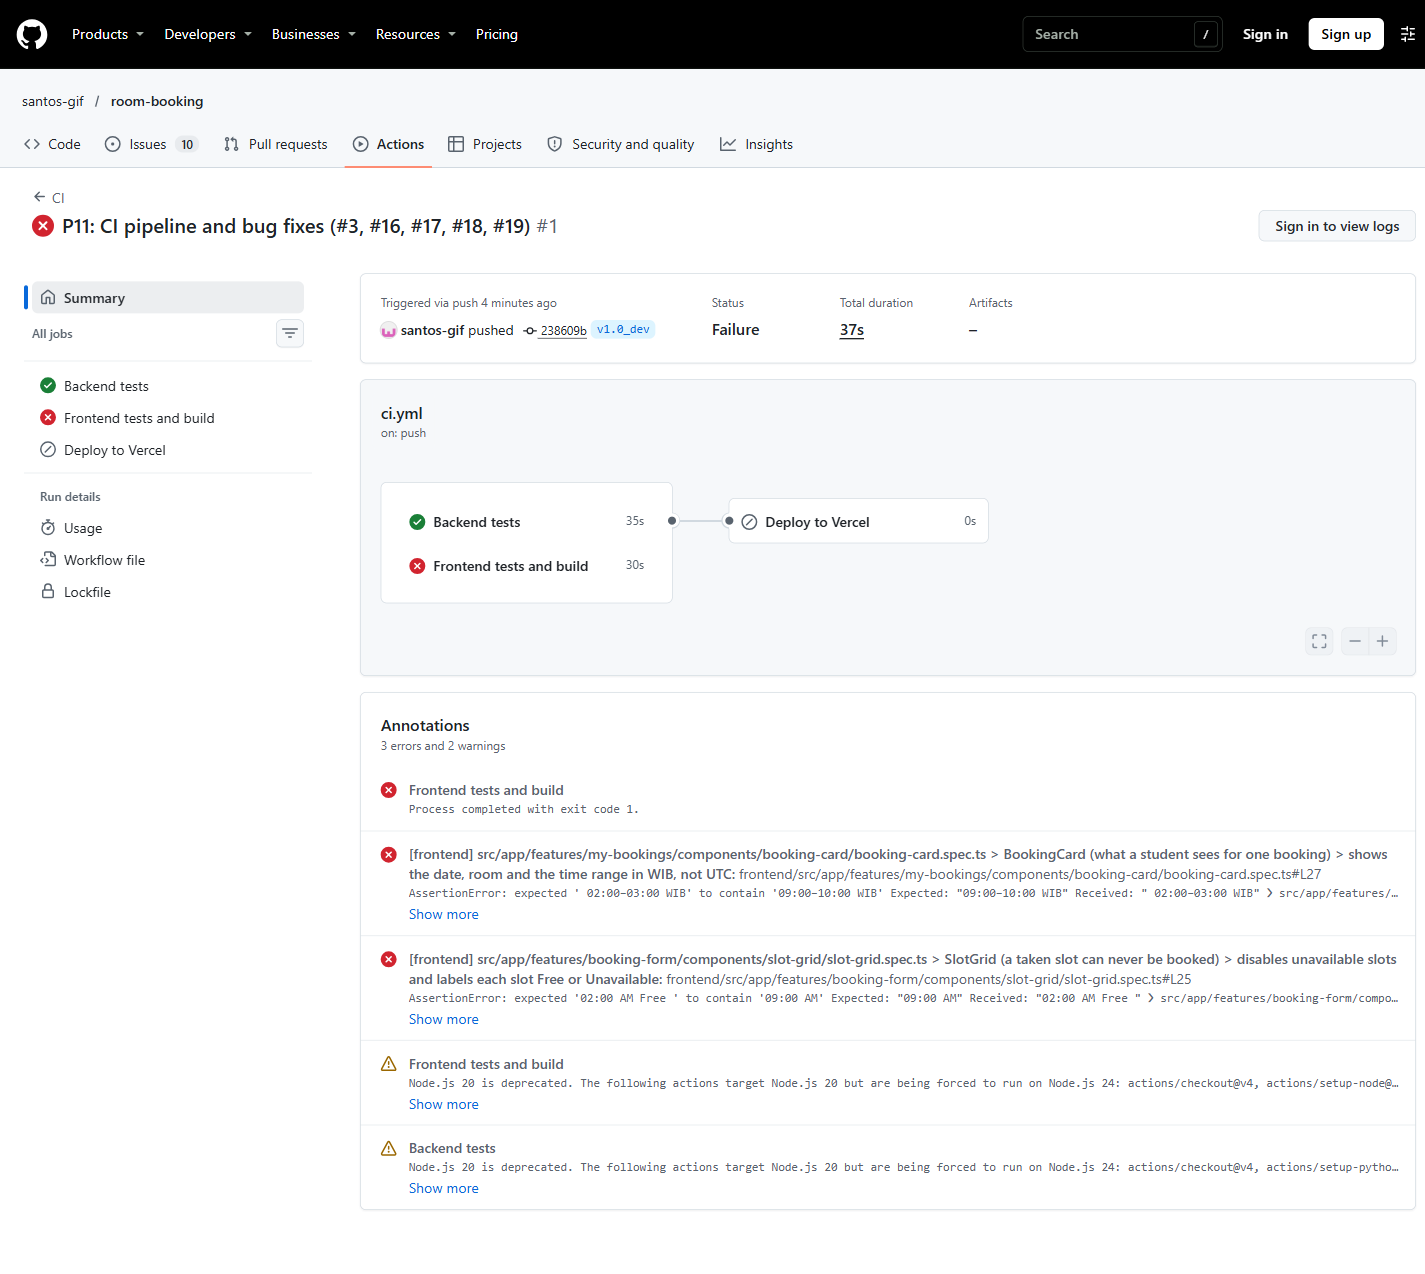 Products
Developers
Businesses
Resources
Pricing
Search
/
Sign in
Sign up
santos-gif / room-booking
Code
Issues 10
Pull requests
Actions
Projects
Security and quality
Insights
CI
P11: CI pipeline and bug fixes (#3, #16, #17, #18, #19) #1
Sign in to view logs
Summary
All jobs
Backend tests
Frontend tests and build
Deploy to Vercel
Run details
Usage
Workflow file
Lockfile
Triggered via push 4 minutes ago
santos-gif pushed 238609b v1.0_dev
Status
Failure
Total duration
37s
Artifacts
–
ci.yml
on: push
Backend tests 35s
Frontend tests and build 30s
Deploy to Vercel 0s
Annotations
3 errors and 2 warnings
Frontend tests and build
Process completed with exit code 1.
[frontend] src/app/features/my-bookings/components/booking-card/booking-card.spec.ts > BookingCard (what a student sees for one booking) > shows
the date, room and the time range in WIB, not UTC: frontend/src/app/features/my-bookings/components/booking-card/booking-card.spec.ts#L27
AssertionError: expected ' 02:00–03:00 WIB' to contain '09:00–10:00 WIB' Expected: "09:00–10:00 WIB" Received: " 02:00–03:00 WIB" ❯ src/app/features/…
Show more
[frontend] src/app/features/booking-form/components/slot-grid/slot-grid.spec.ts > SlotGrid (a taken slot can never be booked) > disables unavailable slots
and labels each slot Free or Unavailable: frontend/src/app/features/booking-form/components/slot-grid/slot-grid.spec.ts#L25
AssertionError: expected '02:00 AM Free ' to contain '09:00 AM' Expected: "09:00 AM" Received: "02:00 AM Free " ❯ src/app/features/booking-form/compo…
Show more
Frontend tests and build
Node.js 20 is deprecated. The following actions target Node.js 20 but are being forced to run on Node.js 24: actions/checkout@v4, actions/setup-node@…
Show more
Backend tests
Node.js 20 is deprecated. The following actions target Node.js 20 but are being forced to run on Node.js 24: actions/checkout@v4, actions/setup-pytho…
Show more